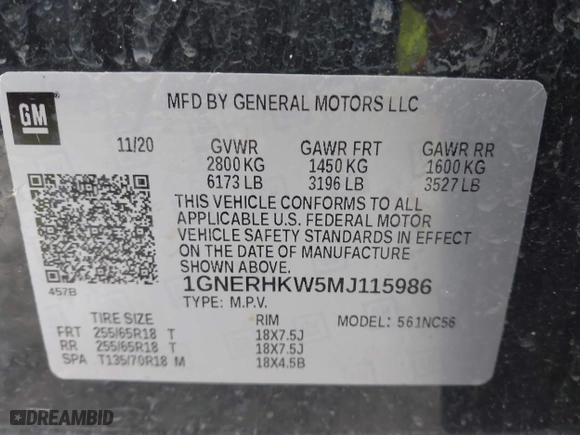 GM
MFD BY GENERAL MOTORS LLC
11/20 GVWR GAWR FRT GAWR RR
2800 KG 1450 KG 1600 KG
6173 LB 3196 LB 3527 LB
THIS VEHICLE CONFORMS TO ALL
APPLICABLE U.S. FEDERAL MOTOR
VEHICLE SAFETY STANDARDS IN EFFECT
ON THE DATE OF MANUFACTURE
SHOWN ABOVE.
457B
1GNERHKW5MJ115986
TYPE: M.P.V. MODEL: 561NC56
TIRE SIZE RIM
FRT 255/65R18 T 18X7.5J
RR 255/65R18 T 18X7.5J
SPA T135/70R18 M 18X4.5B
DREAMBID